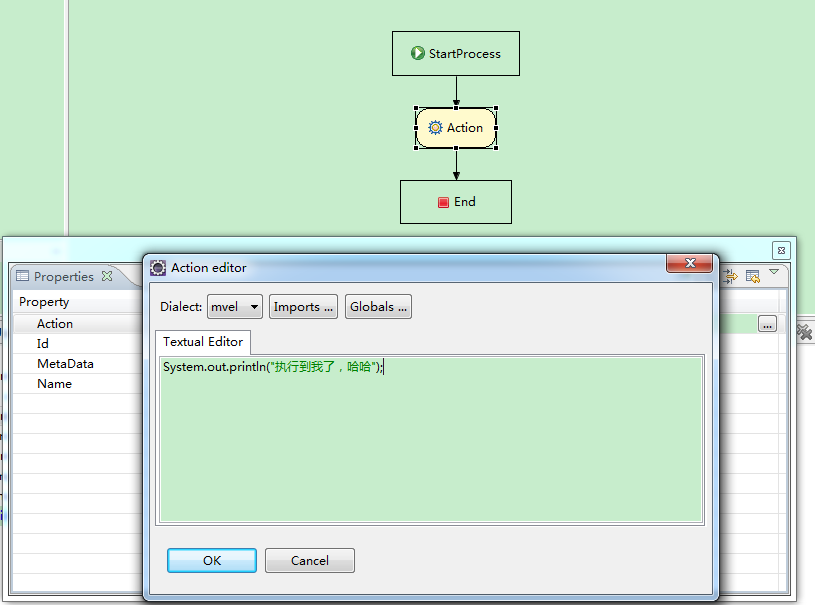 StartProcess
Action
End
Properties
Property
Action
Id
MetaData
Name
Action editor
Dialect: mvel Imports ... Globals ...
Textual Editor
System.out.println("执行到我了，哈哈");
OK Cancel
...